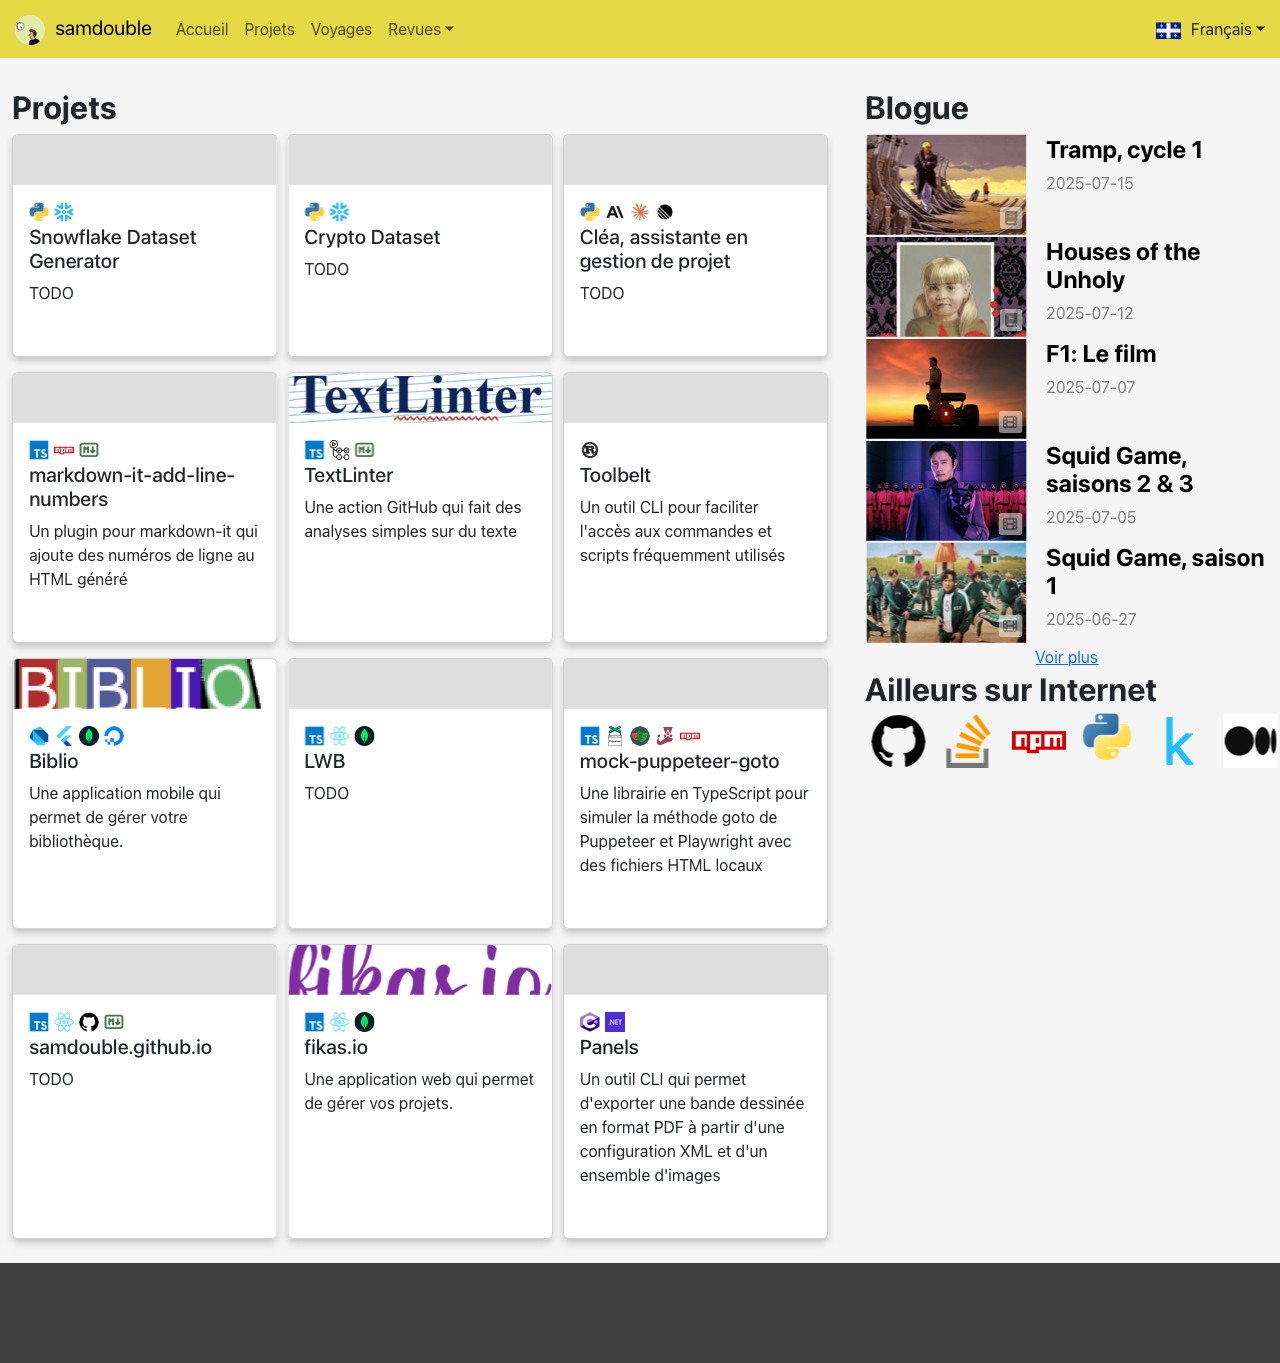 samdouble
Accueil
Projets
Voyages
Revues
Français
Projets
Snowflake Dataset
Generator
TODO
Crypto Dataset
TODO
Cléa, assistante en
gestion de projet
TODO
TS
npm
markdown-it-add-line-
numbers
Un plugin pour markdown-it qui
ajoute des numéros de ligne au
HTML généré
TextLinter
TS
TextLinter
Une action GitHub qui fait des
analyses simples sur du texte
Toolbelt
Un outil CLI pour faciliter
l'accès aux commandes et
scripts fréquemment utilisés
BIBLIO
Biblio
Une application mobile qui
permet de gérer votre
bibliothèque.
TS
LWB
TODO
TS
npm
mock-puppeteer-goto
Une librairie en TypeScript pour
simuler la méthode goto de
Puppeteer et Playwright avec
des fichiers HTML locaux
TS
samdouble.github.io
TODO
fikas.io
TS
fikas.io
Une application web qui permet
de gérer vos projets.
.NET
Panels
Un outil CLI qui permet
d'exporter une bande dessinée
en format PDF à partir d'une
configuration XML et d'un
ensemble d'images
Blogue
Tramp, cycle 1
2025-07-15
Houses of the
Unholy
2025-07-12
F1: Le film
2025-07-07
Squid Game,
saisons 2 & 3
2025-07-05
Squid Game, saison
1
2025-06-27
Voir plus
Ailleurs sur Internet
npm
k